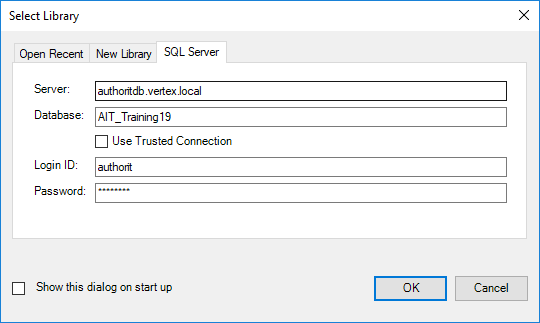 Select Library
Open Recent New Library SQL Server
Server: authoritdb.vertex.local
Database: AIT_Training19
Use Trusted Connection
Login ID: authorit
Password: ********
Show this dialog on start up OK Cancel